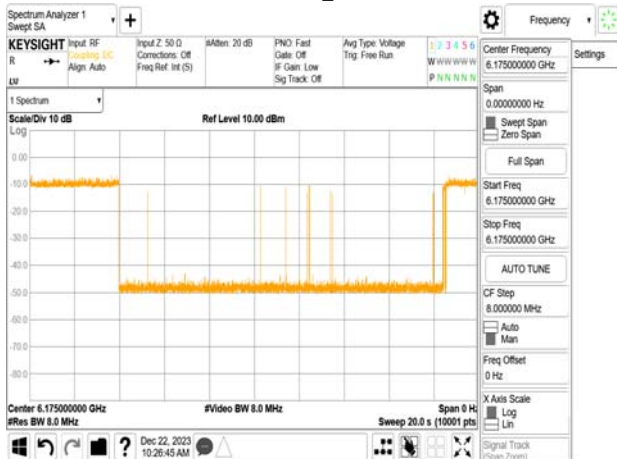 Spectrum Analyzer 1
Swept SA
+
Frequency
KEYSIGHT
R
LXI
Input: RF
Coupling: DC
Align: Auto
Input Z: 50 Ω
Corrections: Off
Freq Ref: Int (S)
#Atten: 20 dB
PNO: Fast
Gate: Off
IF Gain: Low
Sig Track: Off
Avg Type: Voltage
Trig: Free Run
1 2 3 4 5 6
W W W W W W
P N N N N N
Center Frequency
6.175000000 GHz
Settings
Span
0.00000000 Hz
Swept Span
Zero Span
Full Span
Start Freq
6.175000000 GHz
Stop Freq
6.175000000 GHz
AUTO TUNE
CF Step
8.000000 MHz
Auto
Man
Freq Offset
0 Hz
X Axis Scale
Log
Lin
Signal Track
(Span Zoom)
1 Spectrum
Scale/Div 10 dB
Ref Level 10.00 dBm
Log
0.00
-10.0
-20.0
-30.0
-40.0
-50.0
-60.0
-70.0
-80.0
Center 6.175000000 GHz
#Video BW 8.0 MHz
Span 0 Hz
#Res BW 8.0 MHz
Sweep 20.0 s (10001 pts
?
Dec 22, 2023
10:26:45 AM